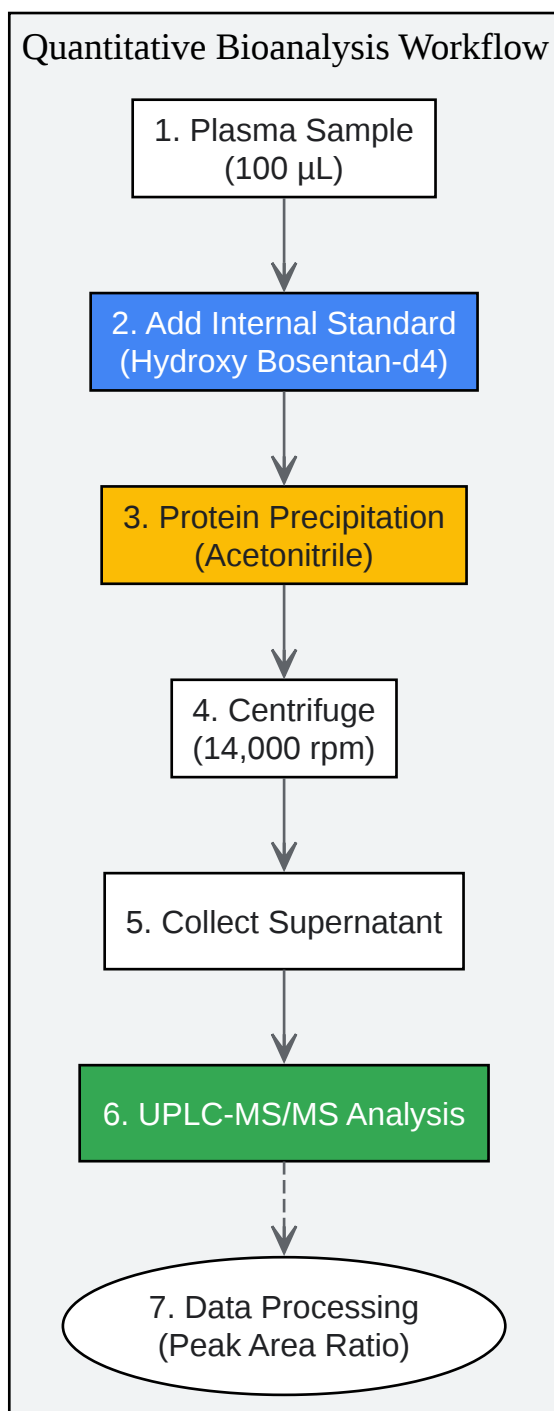 Quantitative Bioanalysis Workflow
1. Plasma Sample
(100 µL)
2. Add Internal Standard
(Hydroxy Bosentan-d4)
3. Protein Precipitation
(Acetonitrile)
4. Centrifuge
(14,000 rpm)
5. Collect Supernatant
6. UPLC-MS/MS Analysis
7. Data Processing
(Peak Area Ratio)